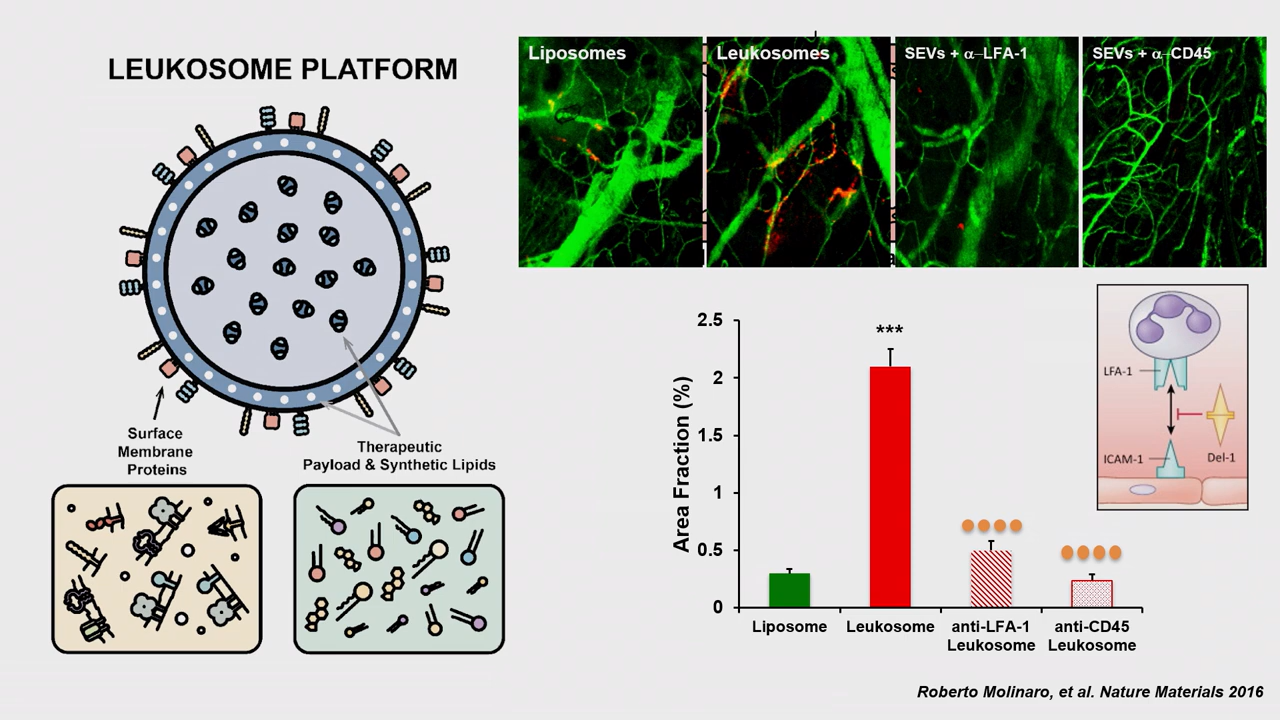 LEUKOSOME PLATFORM
Surface
Membrane
Proteins
Therapeutic
Payload & Synthetic Lipids
Liposomes
Leukosomes
SEVs + α–LFA-1
SEVs + α–CD45
Area Fraction (%)
2.5
2
1.5
1
0.5
0
***
Liposome
Leukosome
anti-LFA-1
Leukosome
anti-CD45
Leukosome
LFA-1
ICAM-1
Del-1
Roberto Molinaro, et al. Nature Materials 2016